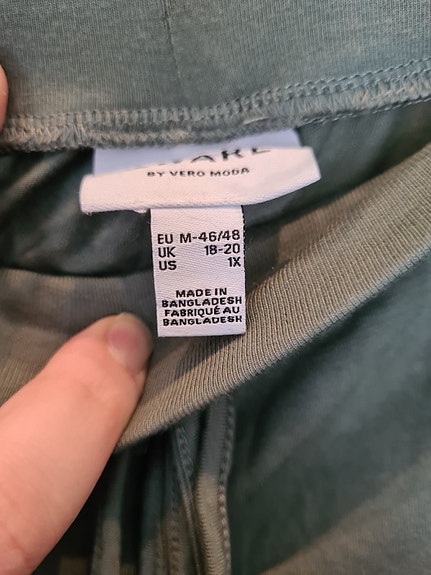 BY VERO MODA
EU M-46/48
UK 18-20
US 1X
MADE IN
BANGLADESH
FABRIQUÉ AU
BANGLADESH